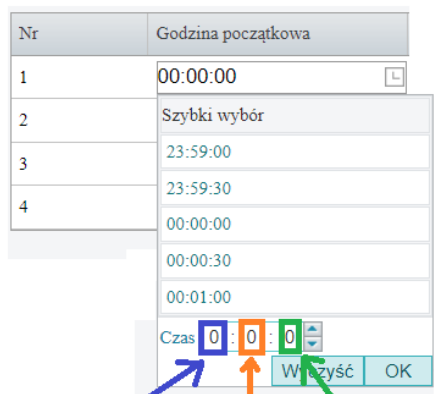 Nr Godzina początkowa
1 00:00:00
2 Szybki wybór
23:59:00
3
23:59:30
4
00:00:00
00:00:30
00:01:00
Czas 0 : 0 : 0
Wyczyść OK